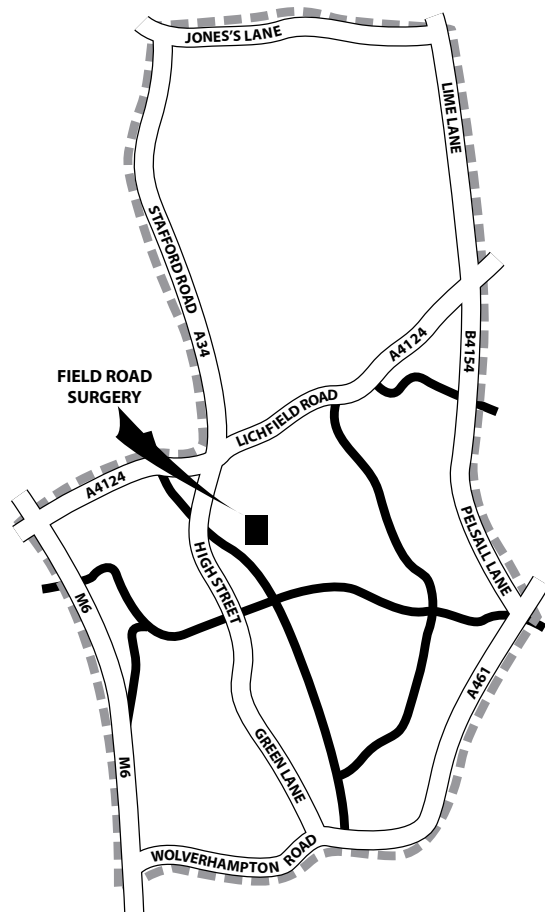 JONES'S LANE
LIME LANE
STAFFORD ROAD
A34
B4154
A4124
FIELD ROAD
SURGERY
LICHFIELD ROAD
A4124
PELSALL LANE
HIGH STREET
M6
A461
GREEN LANE
M6
WOLVERHAMPTON ROAD